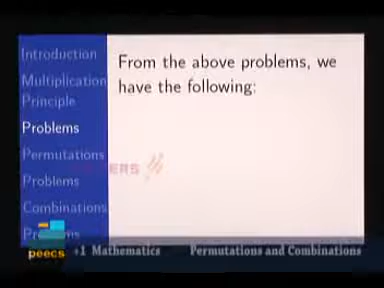 Introduction
Multiplication
Principle
Problems
Permutations
Problems
Combinations
From the above problems, we
have the following:
peecs
+1 Mathematics
Permutations and Combinations